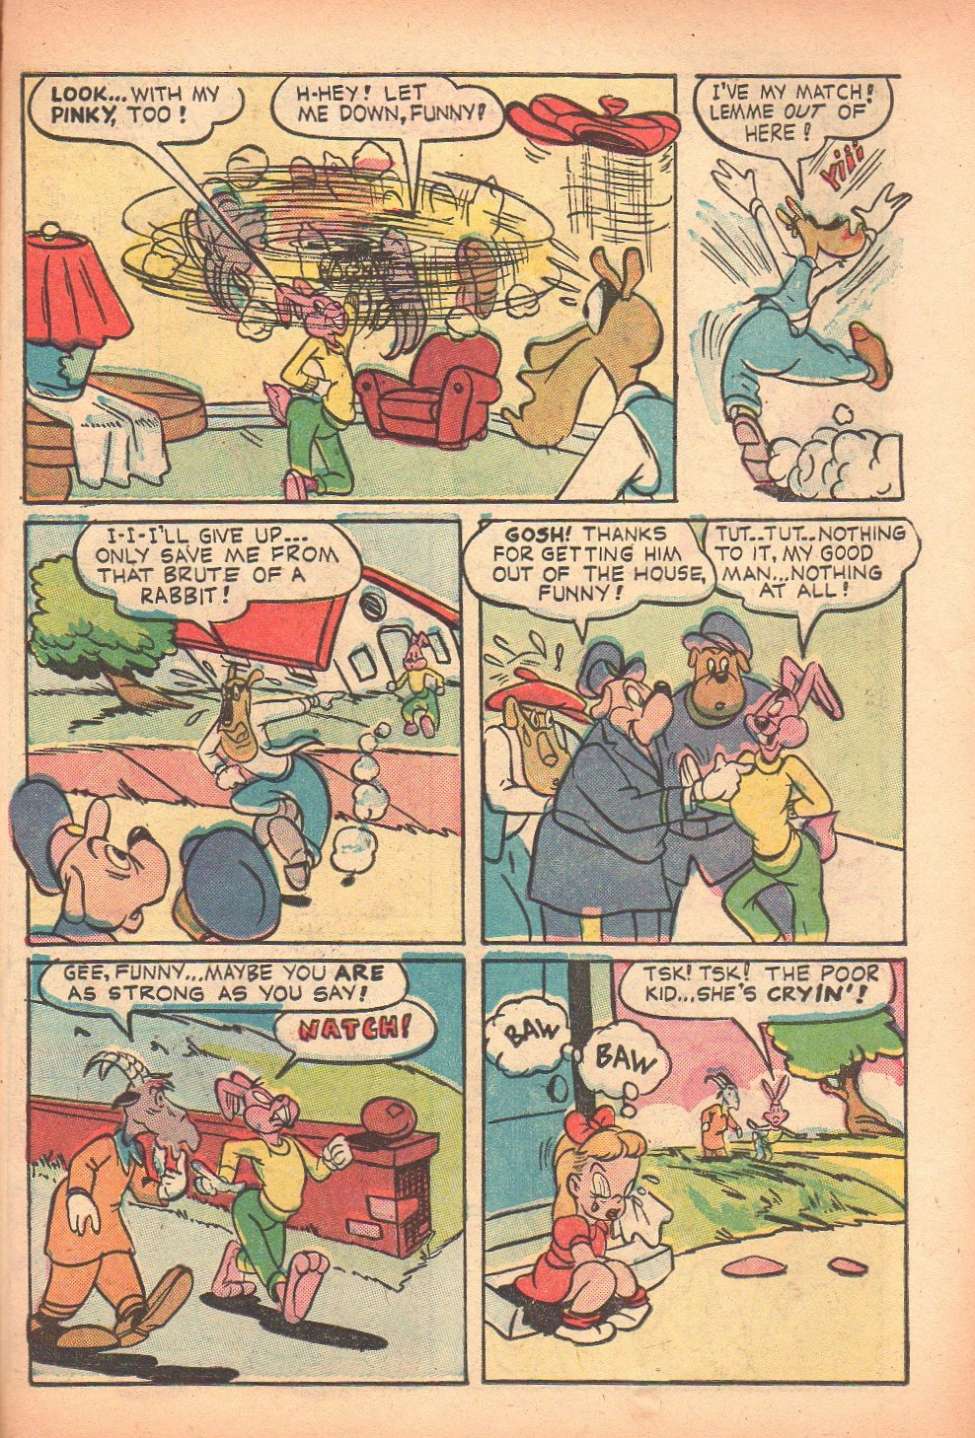 LOOK... WITH MY
PINKY, TOO!
H-HEY! LET
ME DOWN, FUNNY!
I'VE MY MATCH!
LEMME OUT OF
HERE!
YIII
I-I-I'LL GIVE UP...
ONLY SAVE ME FROM
THAT BRUTE OF A
RABBIT!
GOSH! THANKS
FOR GETTING HIM
OUT OF THE HOUSE,
FUNNY!
TUT..TUT..NOTHING
TO IT, MY GOOD
MAN...NOTHING
AT ALL!
GEE, FUNNY...MAYBE YOU ARE
AS STRONG AS YOU SAY!
NATCH!
BAW
BAW
TSK! TSK! THE POOR
KID...SHE'S CRYIN'!